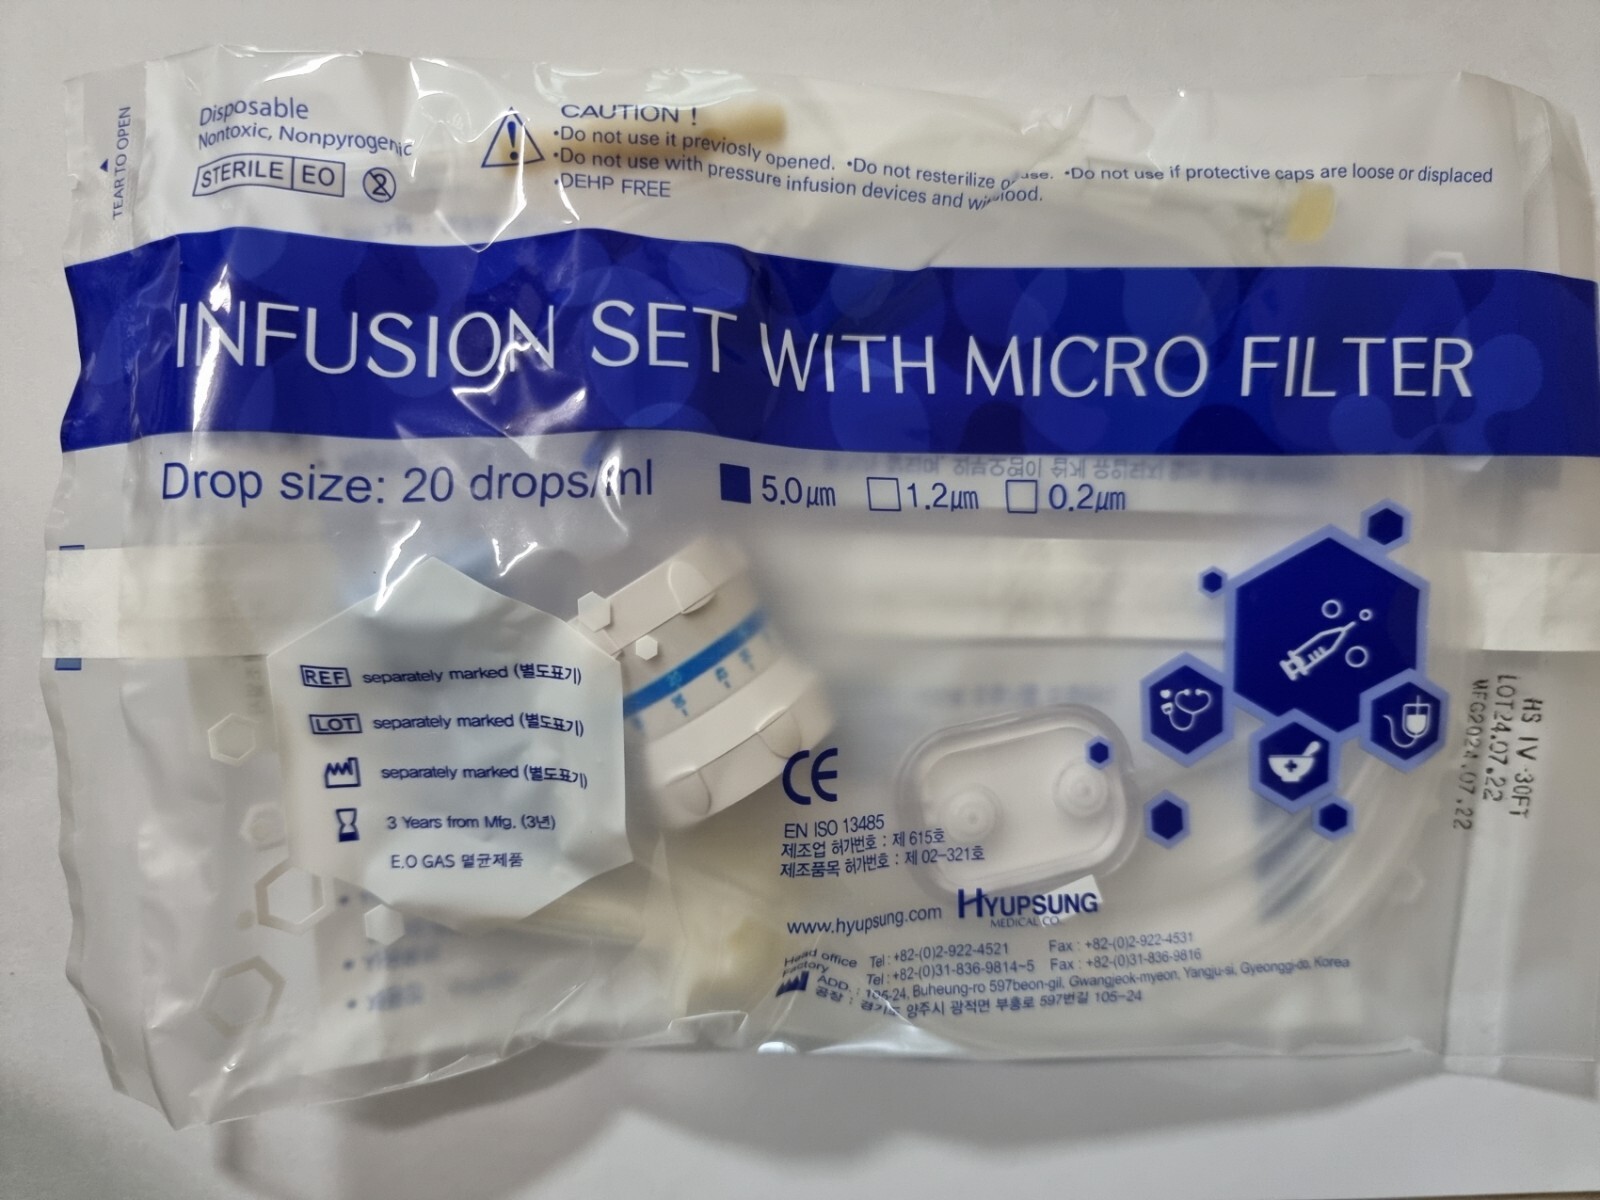 TEAR TO OPEN
Disposable
Nontoxic, Nonpyrogenic
STERILE EO
2
CAUTION !
•Do not use it previosly opened. •Do not resterilize use. •Do not use if protective caps are loose or displaced
•Do not use with pressure infusion devices and
•DEHP FREE
INFUSION SET WITH MICRO FILTER
Drop size: 20 drops/ml
5.0㎛ 1.2㎛ 0.2㎛
REF separately marked (별도표기)
LOT separately marked (별도표기)
separately marked (별도표기)
3 Years from Mfg. (3년)
E.O GAS 멸균제품
CE
EN ISO 13485
제조업 허가번호 : 제 615호
제조품목 허가번호 : 제 02-321호
www.hyupsung.com HYUPSUNG
MEDICAL CO.
Head office Tel : +82-(0)2-922-4521 Fax : +82-(0)2-922-4531
Factory Tel : +82-(0)31-836-9814~5 Fax : +82-(0)31-836-9816
ADD. : 105-24, Buheung-ro 597beon-gil, Gwangjeok-myeon, Yangju-si, Gyeonggi-do, Korea
공장 : 경기도 양주시 광적면 부흥로 597번길 105-24
HS IV-30FT
LOT24.07.22
MFG2024.07.22